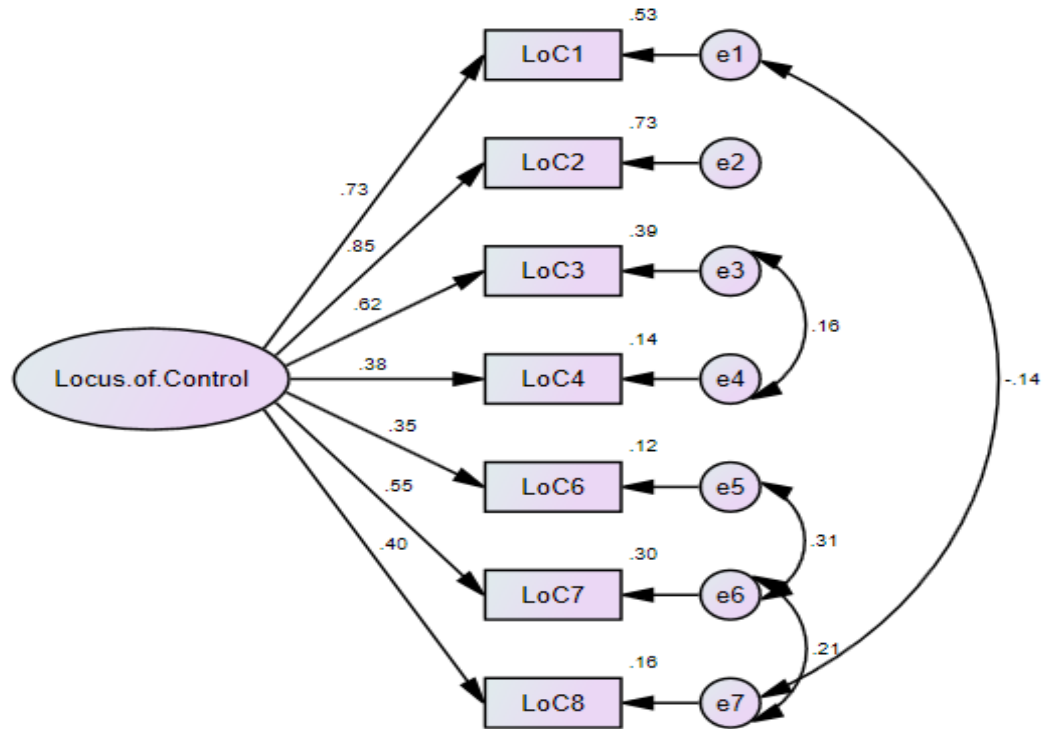 .53
LoC1 e1
.73
LoC2 e2
.73
.85
.39
LoC3 e3
.62
.16
.14
Locus.of.Control .38 LoC4 e4 -.14
.35
.12
LoC6 e5
.55
.31
.40
.30
LoC7 e6
.21
.16
LoC8 e7